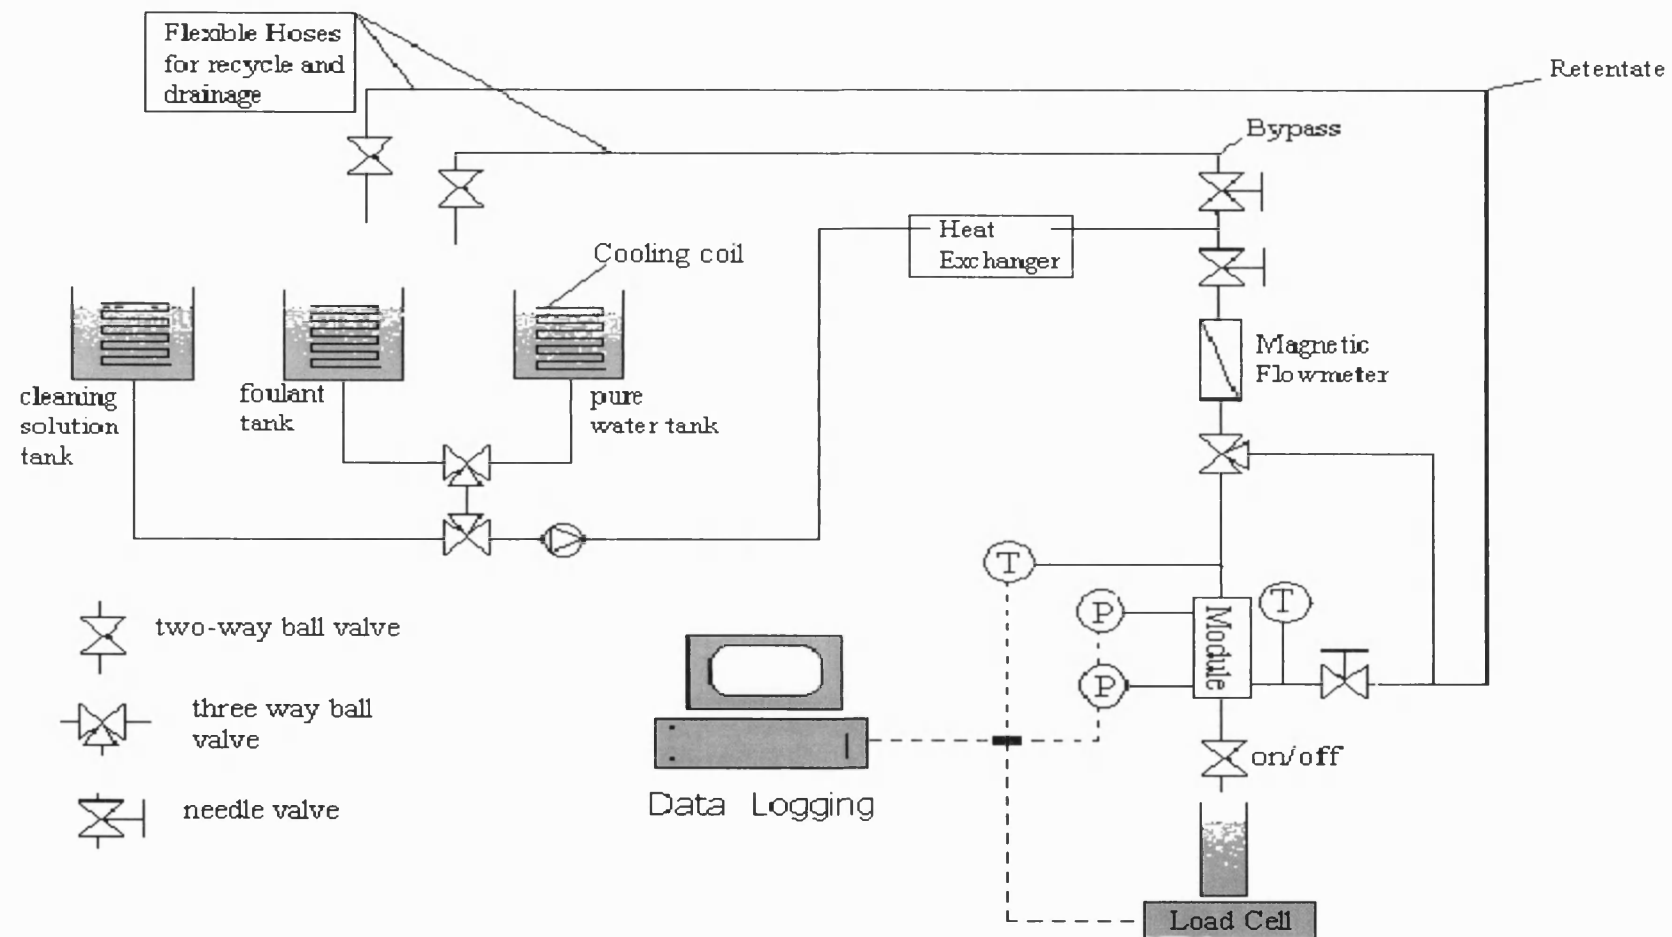 Flexible Hoses
for recycle and
drainage
Retentate
Bypass
Heat
Exchanger
Cooling coil
Magnetic
Flowmeter
cleaning
solution
tank
foulant
tank
pure
water tank
T
T
P
P
Module
two-way ball valve
three way ball
valve
needle valve
on/off
Data Logging
Load Cell